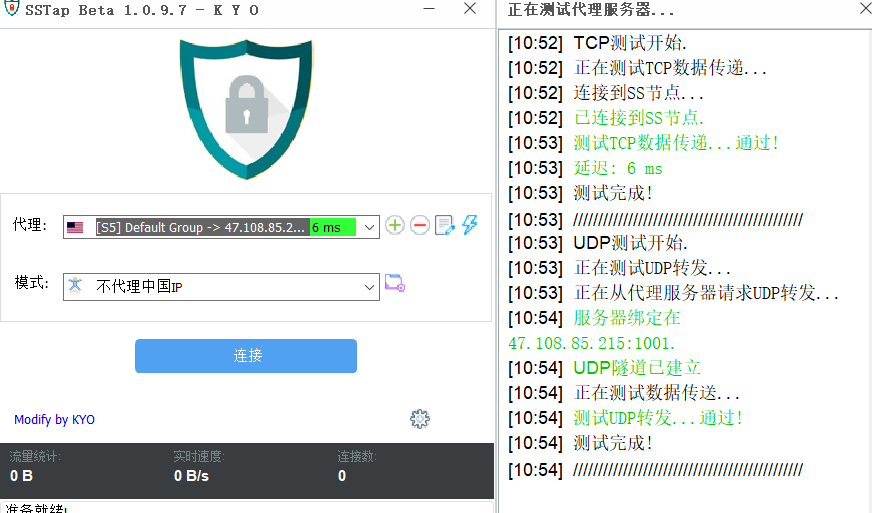 SSTap Beta 1.0.9.7 - K Y O
代理:
[S5] Default Group -> 47.108.85.2... 6 ms
模式:
不代理中国IP
连接
Modify by KYO
流量统计: 实时速度: 连接数:
0 B 0 B/s 0
准备就绪!
正在测试代理服务器...
[10:52] TCP测试开始.
[10:52] 正在测试TCP数据传递...
[10:52] 连接到SS节点...
[10:52] 已连接到SS节点.
[10:53] 测试TCP数据传递...通过!
[10:53] 延迟: 6 ms
[10:53] 测试完成!
[10:53] //////////////////////////////////////////////
[10:53] UDP测试开始.
[10:53] 正在测试UDP转发...
[10:53] 正在从代理服务器请求UDP转发...
[10:54] 服务器绑定在
47.108.85.215:1001.
[10:54] UDP隧道已建立
[10:54] 正在测试数据传送...
[10:54] 测试UDP转发...通过!
[10:54] 测试完成!
[10:54] //////////////////////////////////////////////